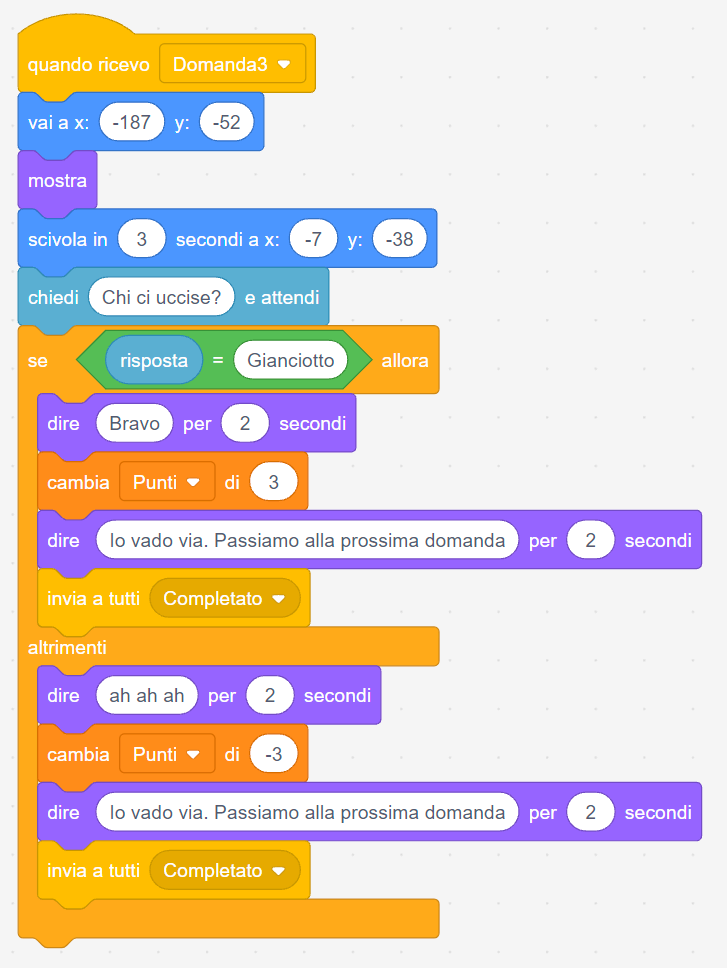 quando ricevo Domanda3
vai a x: -187 y: -52
mostra
scivola in 3 secondi a x: -7 y: -38
chiedi Chi ci uccise? e attendi
se risposta = Gianciotto allora
dire Bravo per 2 secondi
cambia Punti di 3
dire Io vado via. Passiamo alla prossima domanda per 2 secondi
invia a tutti Completato
altrimenti
dire ah ah ah per 2 secondi
cambia Punti di -3
dire Io vado via. Passiamo alla prossima domanda per 2 secondi
invia a tutti Completato